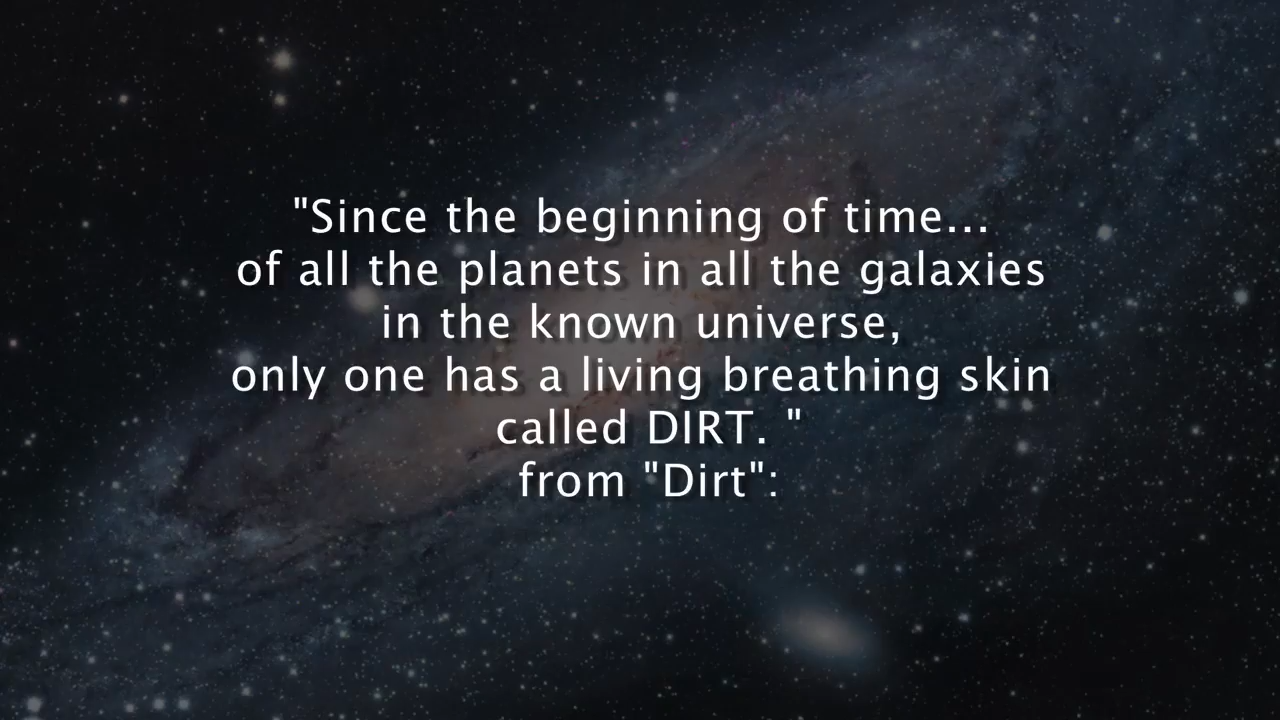 "Since the beginning of time...
of all the planets in all the galaxies
in the known universe,
only one has a living breathing skin
called DIRT. "
from "Dirt":